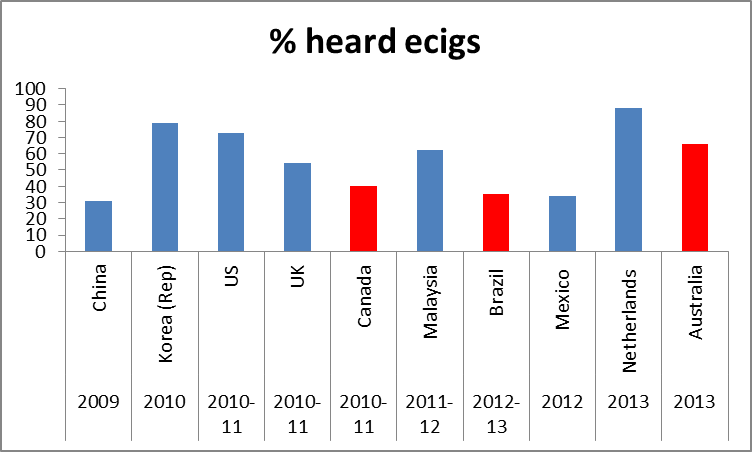 % heard ecigs
100
90
80
70
60
50
40
30
20
10
0
China
Korea (Rep)
US
UK
Canada
Malaysia
Brazil
Mexico
Netherlands
Australia
2009
2010
2010-
11
2010-
11
2010-
11
2011-
12
2012-
13
2012
2013
2013